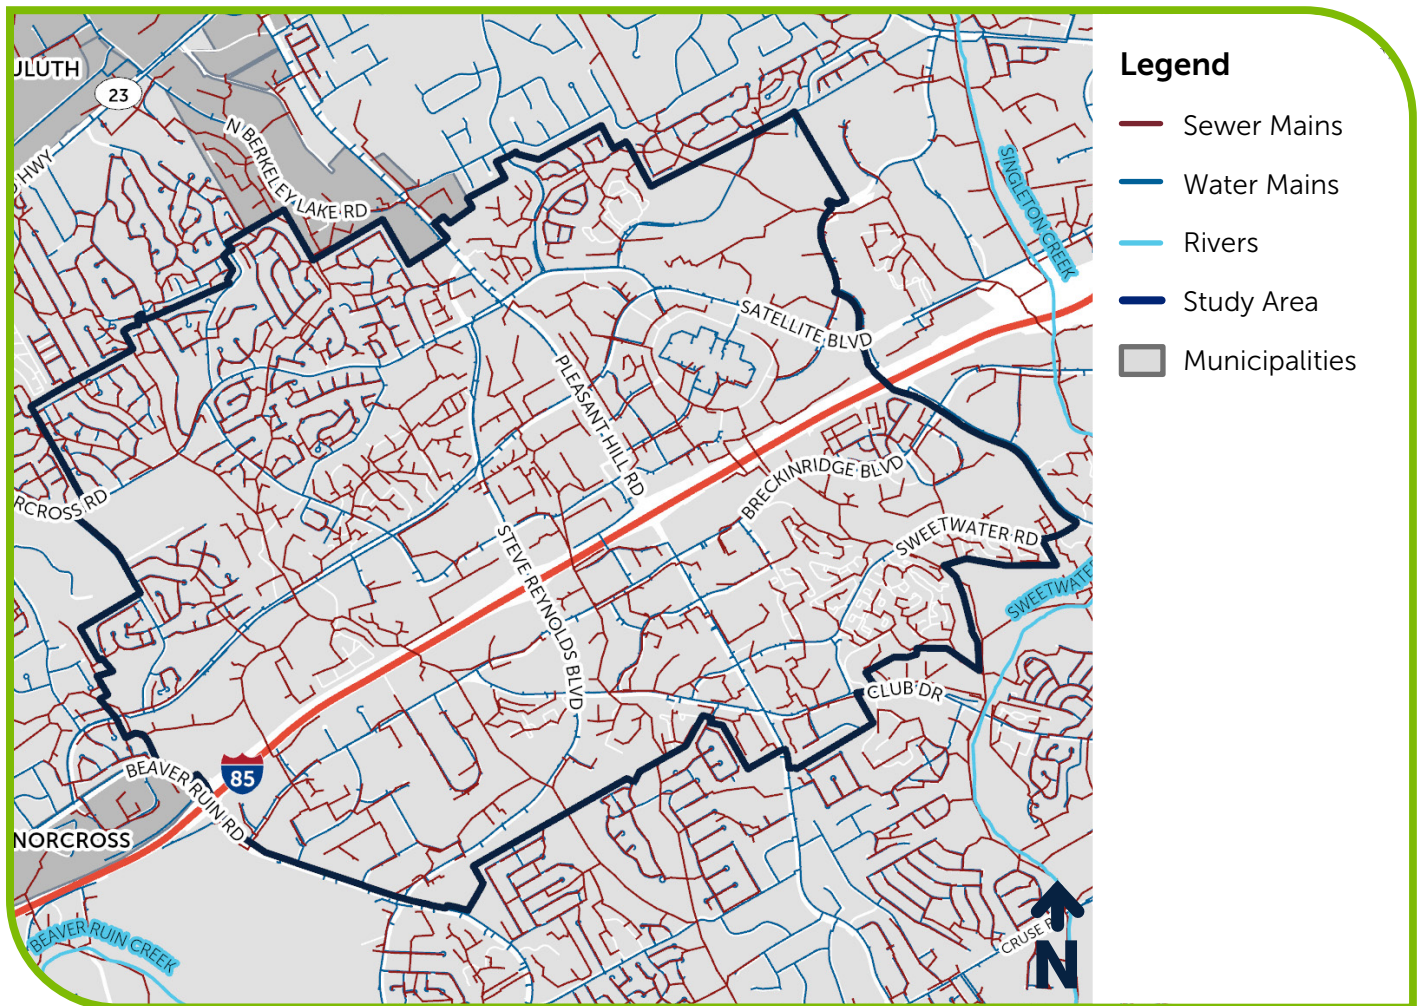 ULUTH
23
HWY
N BERKELEY LAKE RD
SINGLETON CREEK
SATELLITE BLVD
PLEASANT HILL RD
BRECKINRIDGE BLVD
RCROSS RD
SWEETWATER RD
STEVE REYNOLDS BLVD
SWEETWATER
CLUB DR
BEAVER RUIN RD
85
NORCROSS
BEAVER RUIN CREEK
CRUSE R
N
Legend
Sewer Mains
Water Mains
Rivers
Study Area
Municipalities